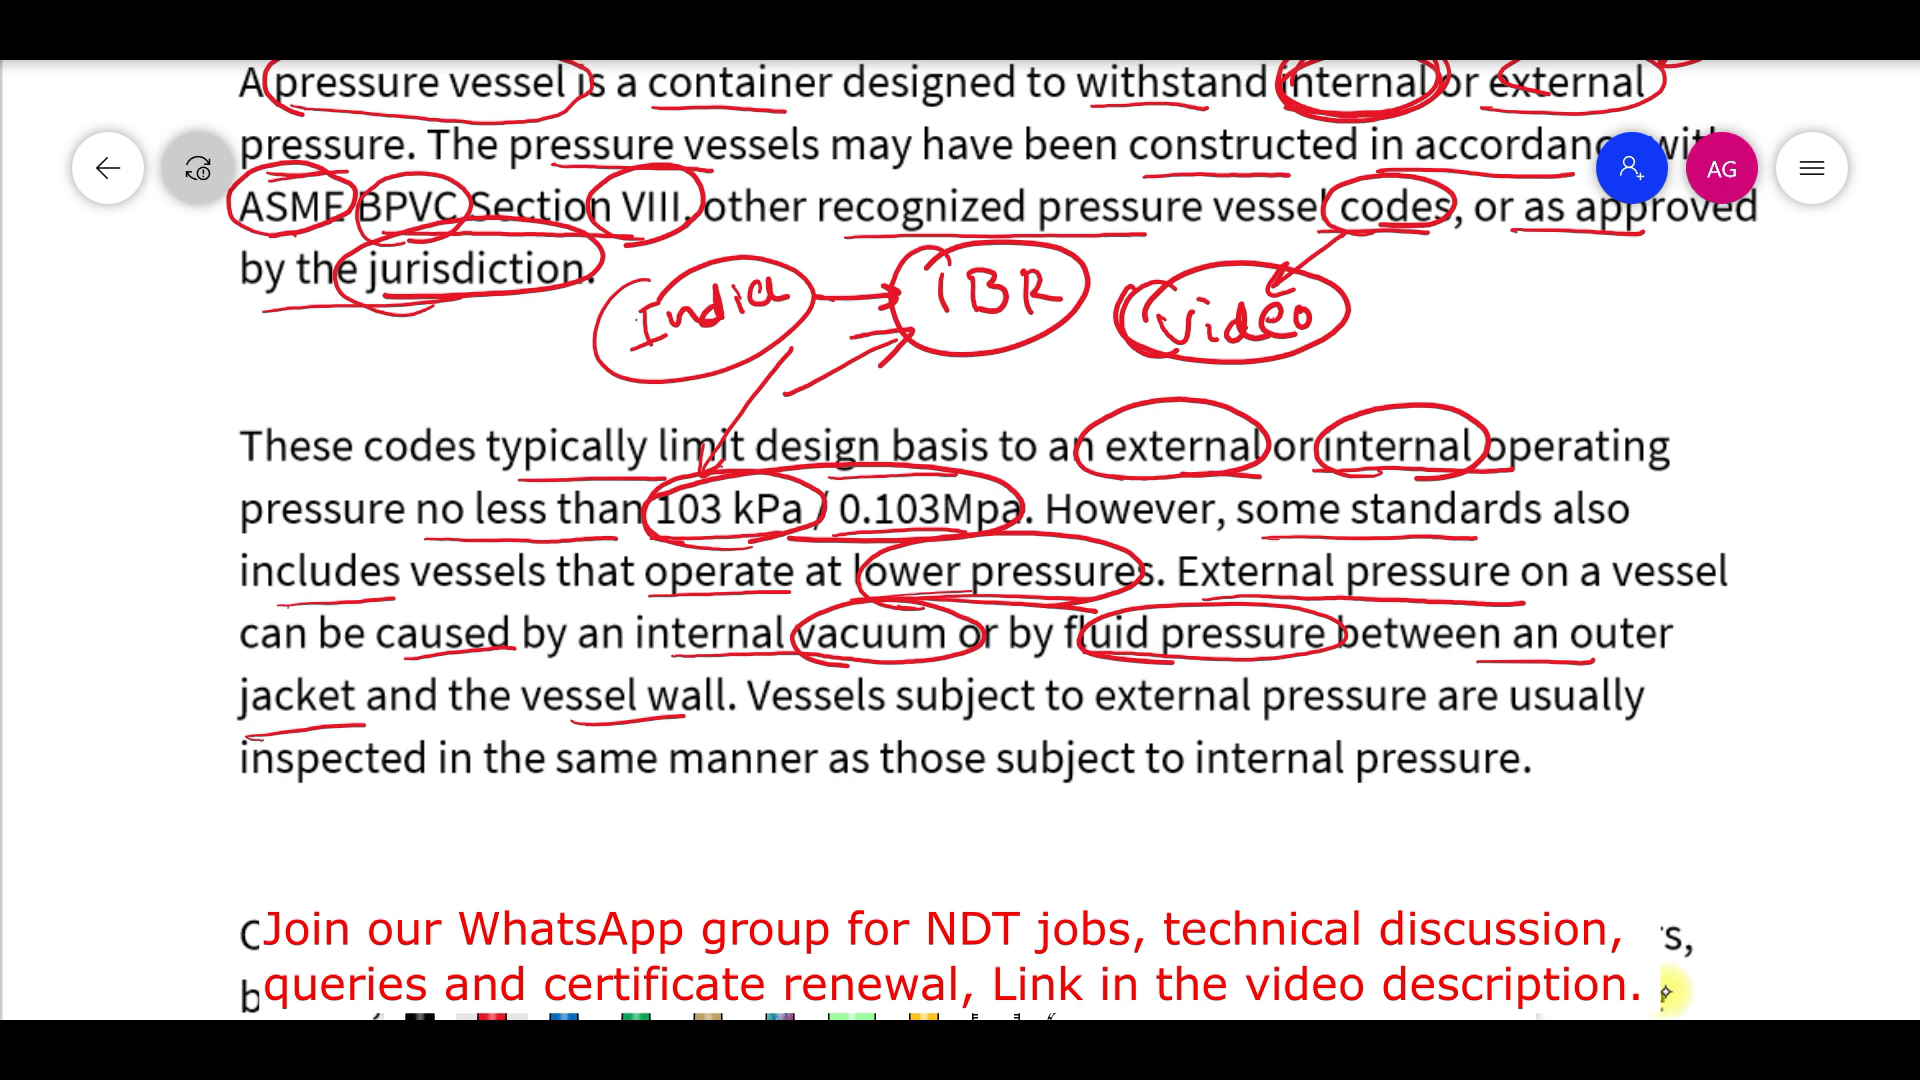 A pressure vessel is a container designed to withstand internal or external
pressure. The pressure vessels may have been constructed in accordance with
AG
ASME BPVC Section VIII, other recognized pressure vessel codes, or as approved
by the jurisdiction.
India
IBR
Video
These codes typically limit design basis to an external or internal operating
pressure no less than 103 kPa / 0.103Mpa. However, some standards also
includes vessels that operate at lower pressures. External pressure on a vessel
can be caused by an internal vacuum or by fluid pressure between an outer
jacket and the vessel wall. Vessels subject to external pressure are usually
inspected in the same manner as those subject to internal pressure.
Join our WhatsApp group for NDT jobs, technical discussion,
queries and certificate renewal, Link in the video description.